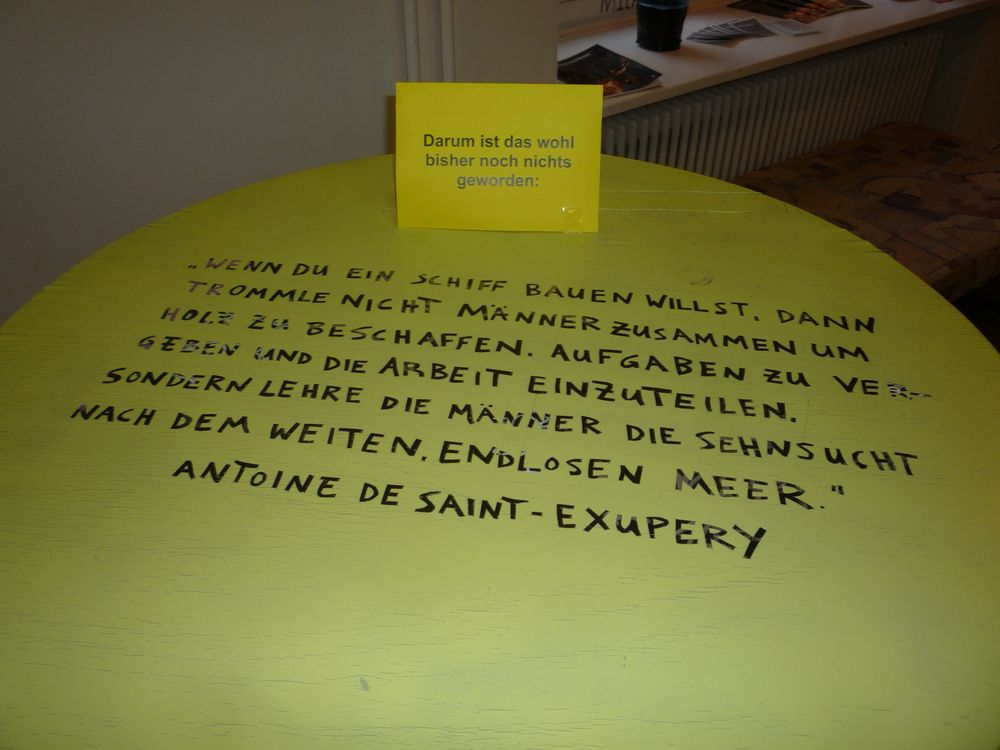 Darum ist das wohl
bisher noch nichts
geworden:
„WENN DU EIN SCHIFF BAUEN WILLST, DANN
TROMMLE NICHT MÄNNER ZUSAMMEN UM
HOLZ ZU BESCHAFFEN, AUFGABEN ZU VER-
GEBEN UND DIE ARBEIT EINZUTEILEN,
SONDERN LEHRE DIE MÄNNER DIE SEHNSUCHT
NACH DEM WEITEN, ENDLOSEN MEER."
ANTOINE DE SAINT-EXUPERY